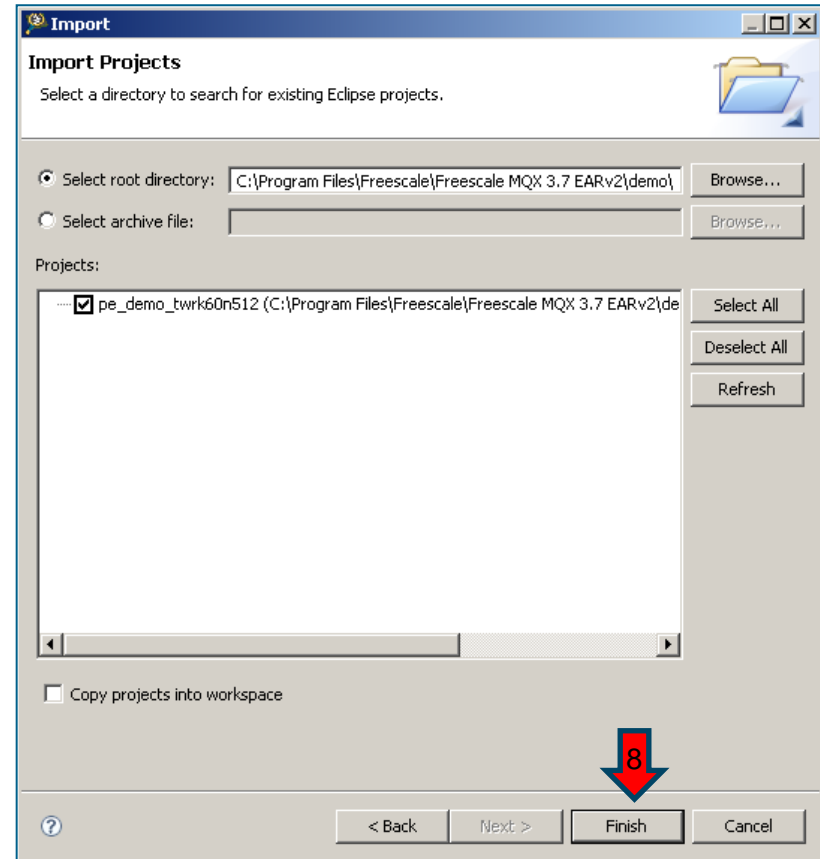 Import
Import Projects
Select a directory to search for existing Eclipse projects.
Select root directory: C:\Program Files\Freescale\Freescale MQX 3.7 EARv2\demo\ Browse...
Select archive file: Browse...
Projects:
pe_demo_twrk60n512 (C:\Program Files\Freescale\Freescale MQX 3.7 EARv2\de
Select All
Deselect All
Refresh
Copy projects into workspace
8
? < Back Next > Finish Cancel